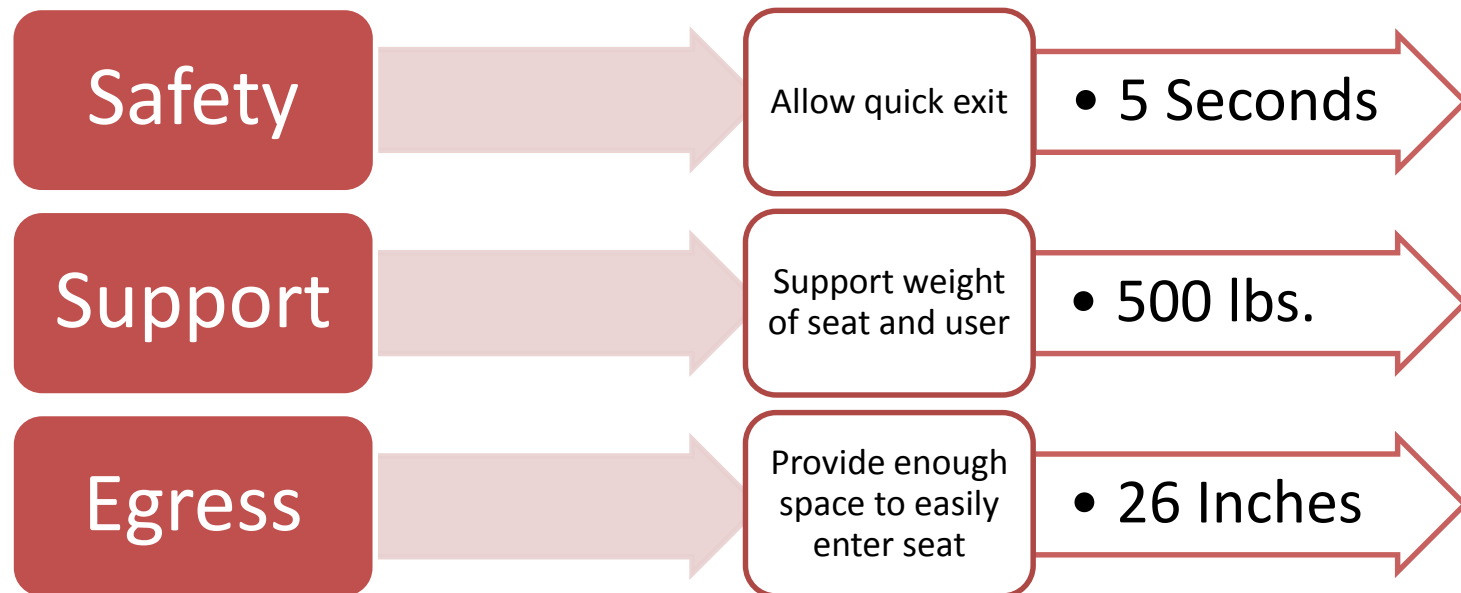 Safety
Allow quick exit
• 5 Seconds
Support
Support weight
of seat and user
• 500 lbs.
Egress
Provide enough
space to easily
enter seat
• 26 Inches